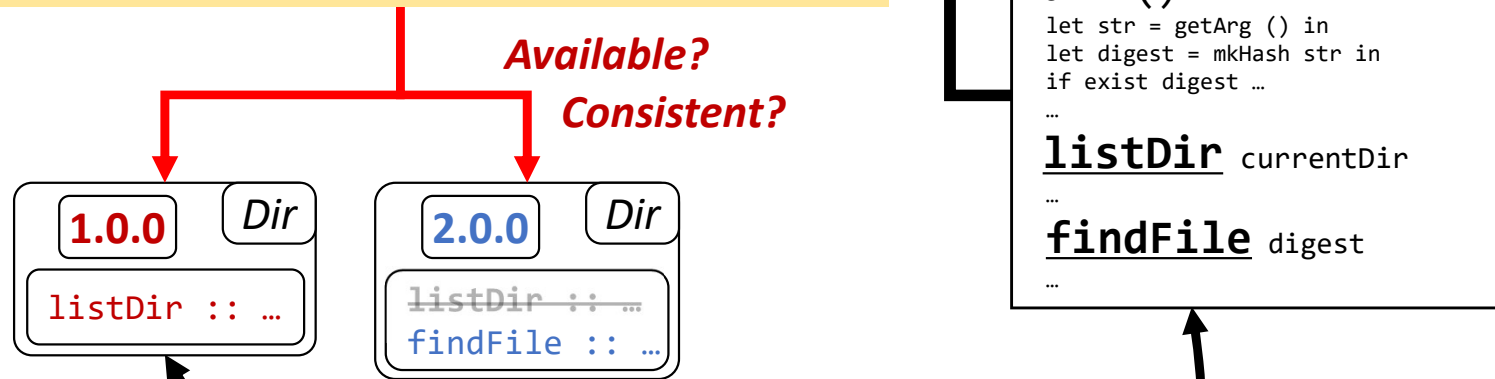 Available?
Consistent?
1.0.0
Dir
listDir :: …
2.0.0
Dir
listDir :: …
findFile :: …
let str = getArg () in
let digest = mkHash str in
if exist digest …
…
listDir currentDir
…
findFile digest
…